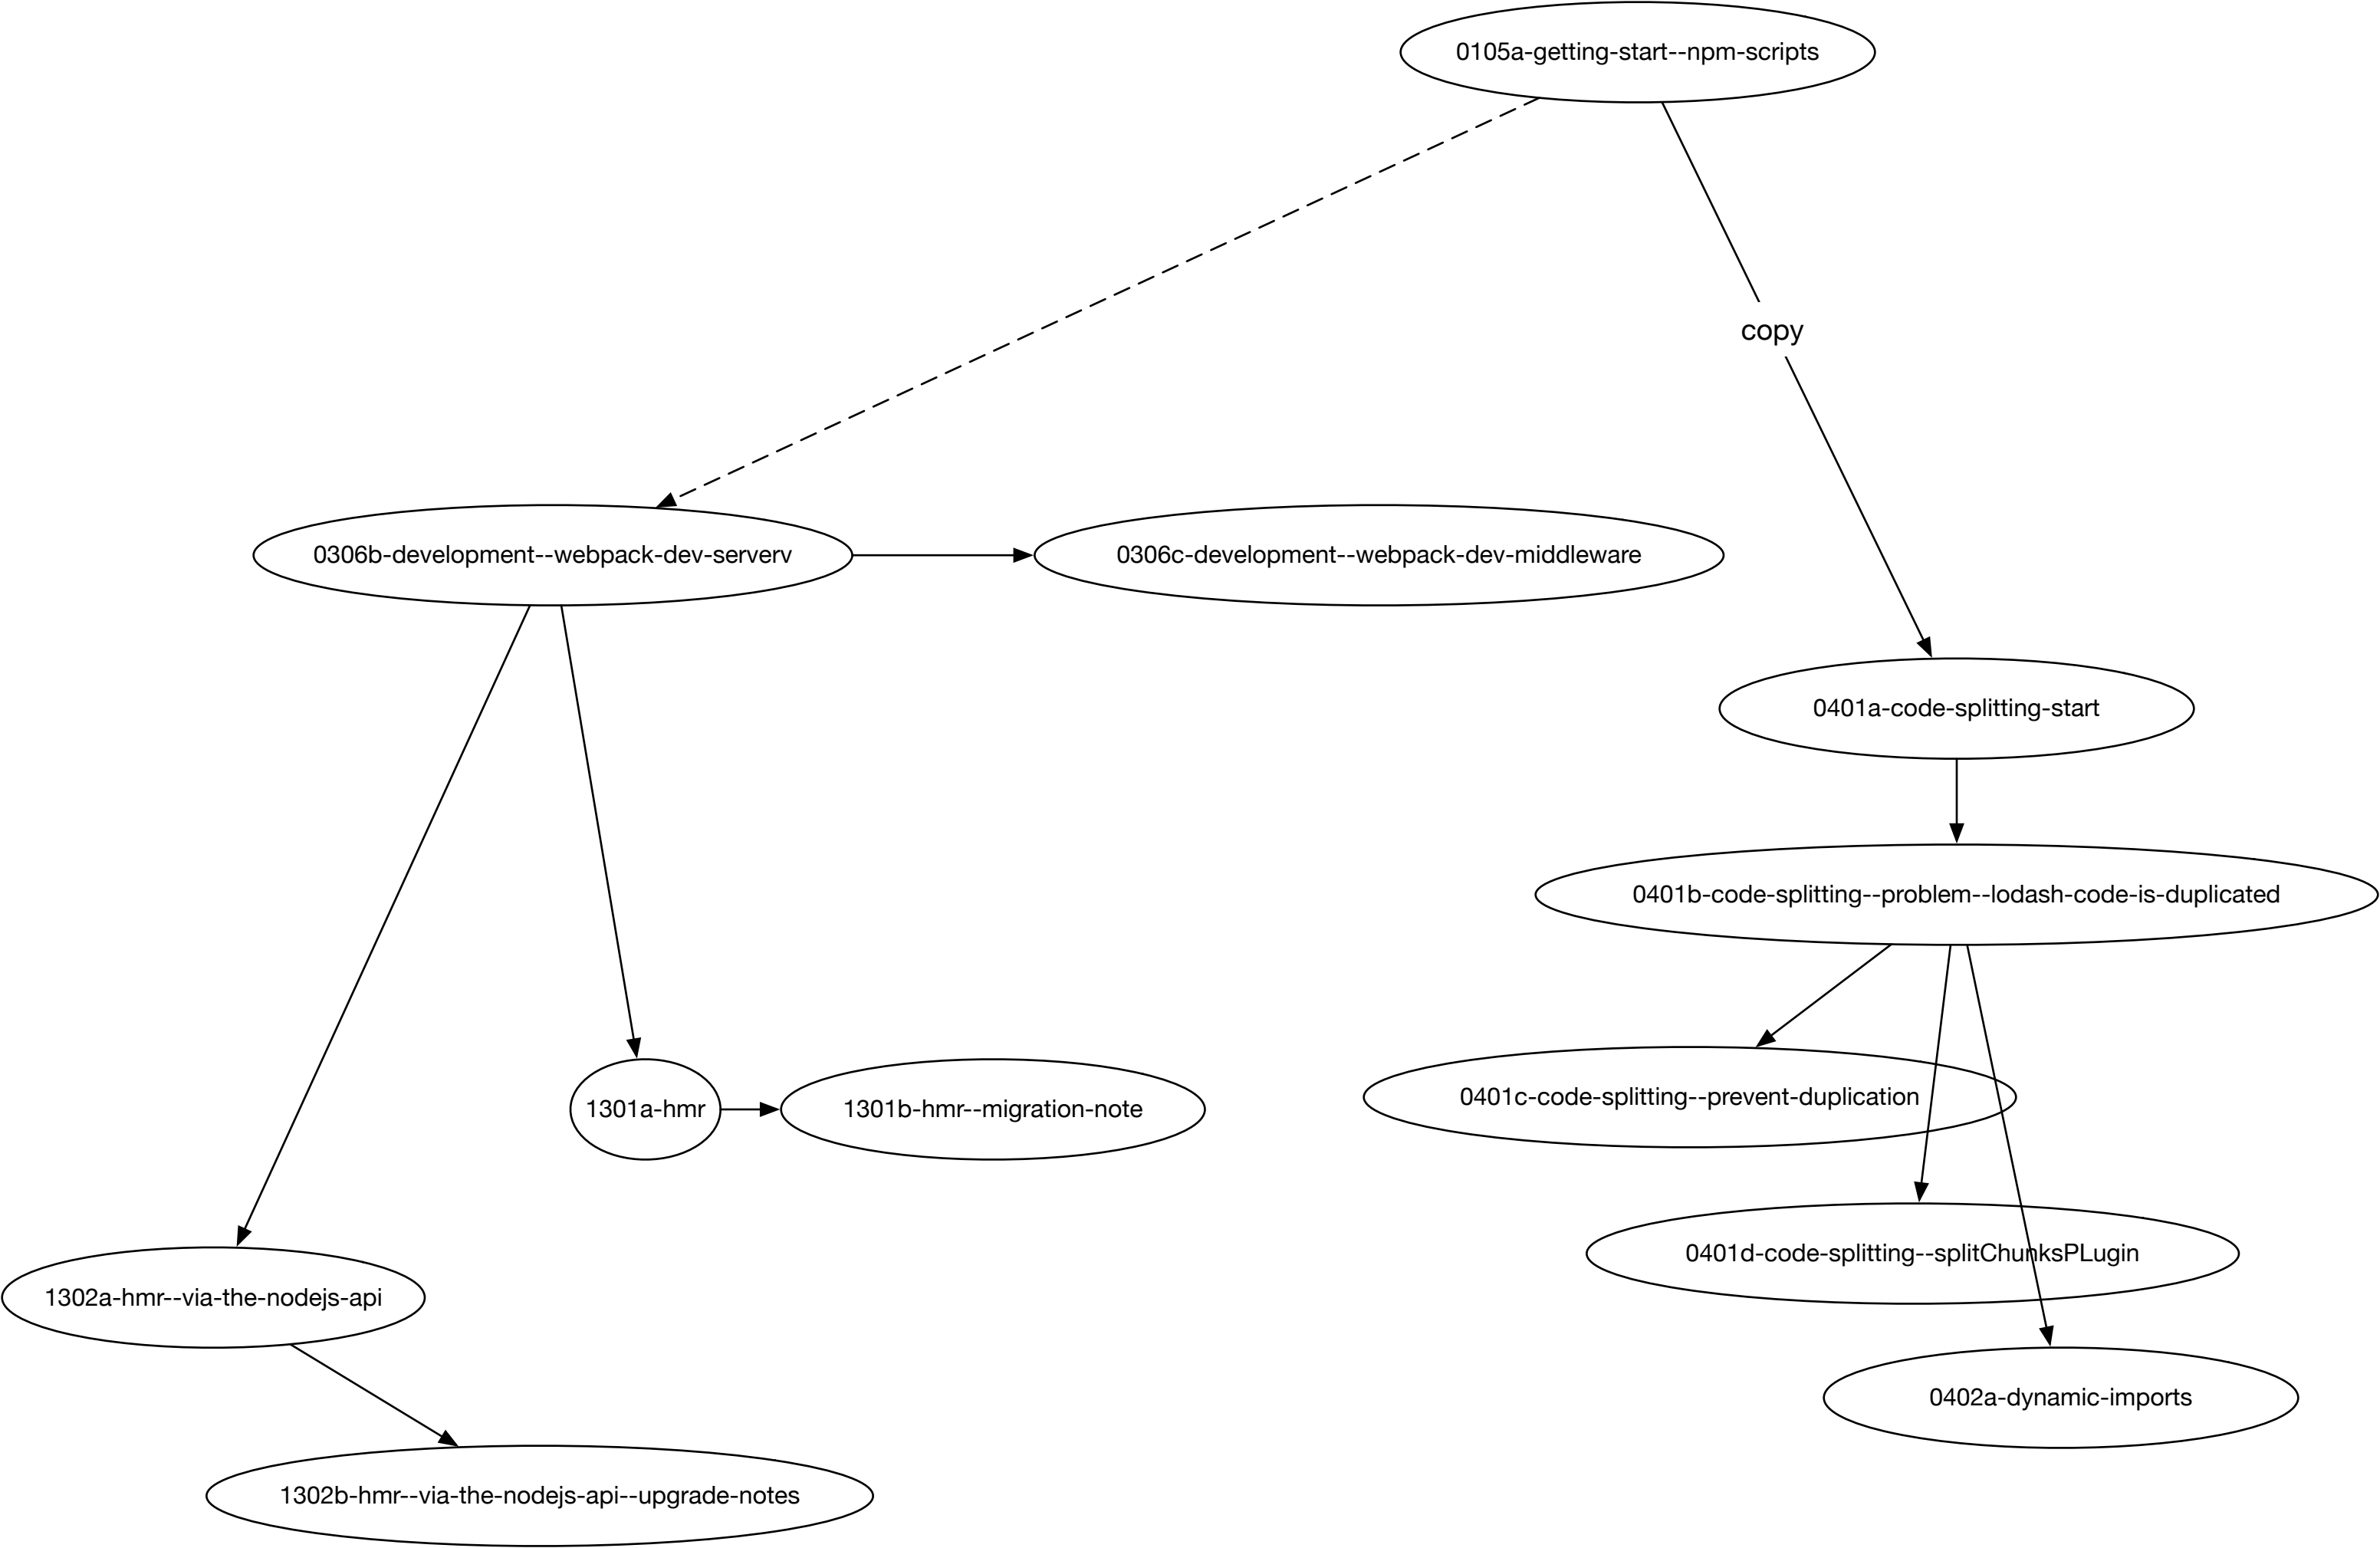 0105a-getting-start--npm-scripts
copy
0306b-development--webpack-dev-serverv
0306c-development--webpack-dev-middleware
0401a-code-splitting-start
0401b-code-splitting--problem--lodash-code-is-duplicated
0401c-code-splitting--prevent-duplication
1301a-hmr
1301b-hmr--migration-note
0401d-code-splitting--splitChunksPLugin
1302a-hmr--via-the-nodejs-api
0402a-dynamic-imports
1302b-hmr--via-the-nodejs-api--upgrade-notes